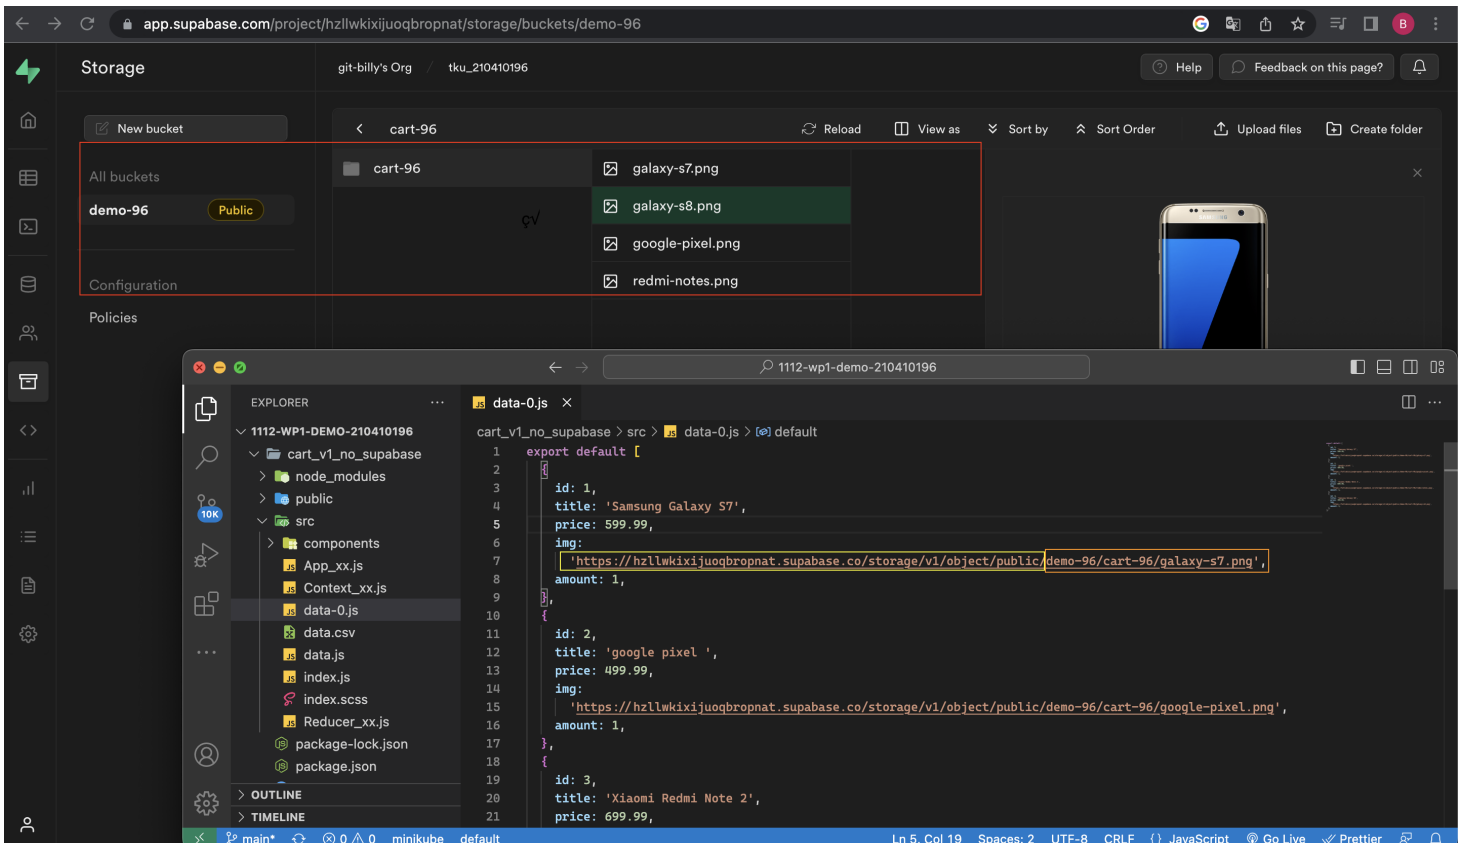 app.supabase.com/project/hzllwkixijuoqbropnat/storage/buckets/demo-96
B
Storage
git-billy's Org / tku_210410196
Help
Feedback on this page?
New bucket
cart-96
Reload
View as
Sort by
Sort Order
Upload files
Create folder
All buckets
demo-96
Public
Configuration
Policies
cart-96
ç√
galaxy-s7.png
galaxy-s8.png
google-pixel.png
redmi-notes.png
1112-wp1-demo-210410196
EXPLORER
1112-WP1-DEMO-210410196
cart_v1_no_supabase
node_modules
public
src
components
JS App_xx.js
JS Context_xx.js
JS data-0.js
data.csv
JS data.js
JS index.js
index.scss
JS Reducer_xx.js
package-lock.json
package.json
OUTLINE
TIMELINE
10K
JS data-0.js
cart_v1_no_supabase > src > JS data-0.js > default
1 export default [
2 {
3 id: 1,
4 title: 'Samsung Galaxy S7',
5 price: 599.99,
6 img:
7 'https://hzllwkixijuoqbropnat.supabase.co/storage/v1/object/public/demo-96/cart-96/galaxy-s7.png',
8 amount: 1,
9 },
10 {
11 id: 2,
12 title: 'google pixel ',
13 price: 499.99,
14 img:
15 'https://hzllwkixijuoqbropnat.supabase.co/storage/v1/object/public/demo-96/cart-96/google-pixel.png',
16 amount: 1,
17 },
18 {
19 id: 3,
20 title: 'Xiaomi Redmi Note 2',
21 price: 699.99,
main* 0 0 minikube default
Ln 5, Col 19 Spaces: 2 UTF-8 CRLF {} JavaScript Go Live Prettier